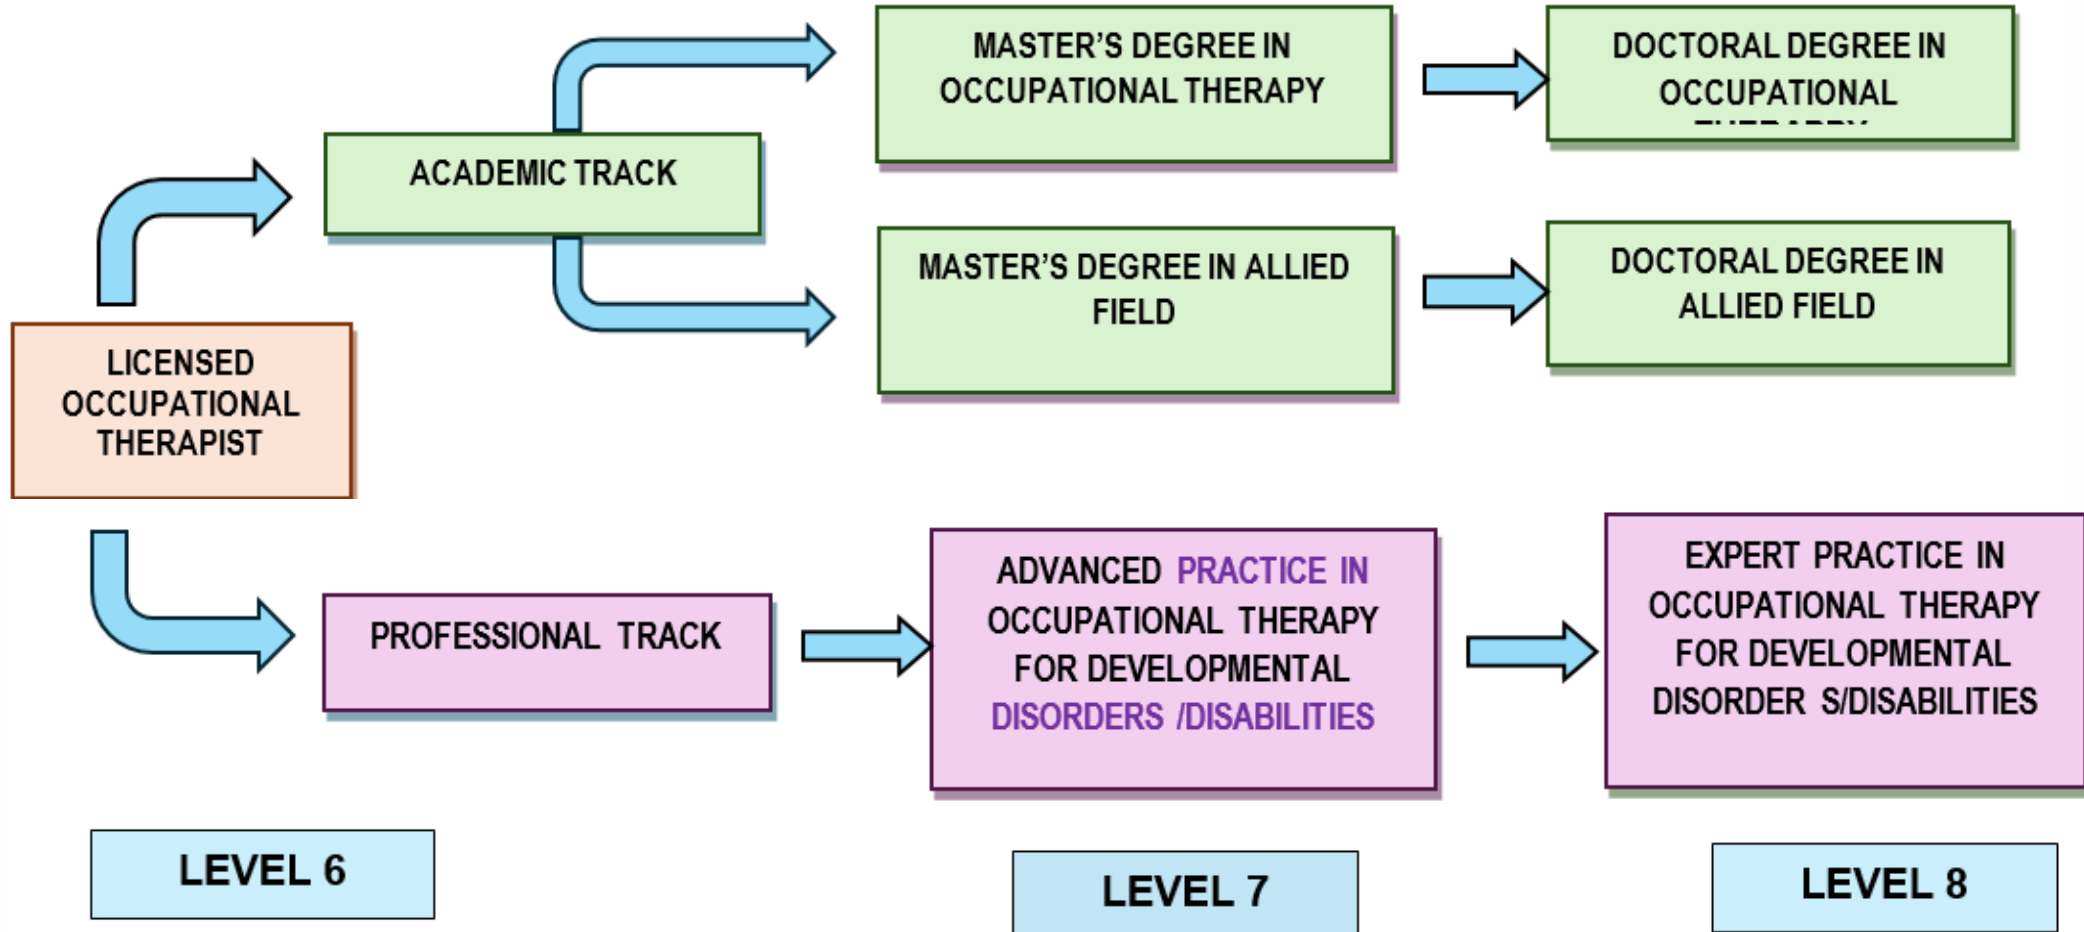 MASTER'S DEGREE IN
OCCUPATIONAL THERAPY
DOCTORAL DEGREE IN
OCCUPATIONAL
ACADEMIC TRACK
MASTER'S DEGREE IN ALLIED
FIELD
DOCTORAL DEGREE IN
ALLIED FIELD
LICENSED
OCCUPATIONAL
THERAPIST
PROFESSIONAL TRACK
ADVANCED PRACTICE IN
OCCUPATIONAL THERAPY
FOR DEVELOPMENTAL
DISORDERS /DISABILITIES
EXPERT PRACTICE IN
OCCUPATIONAL THERAPY
FOR DEVELOPMENTAL
DISORDER S/DISABILITIES
LEVEL 6
LEVEL 7
LEVEL 8